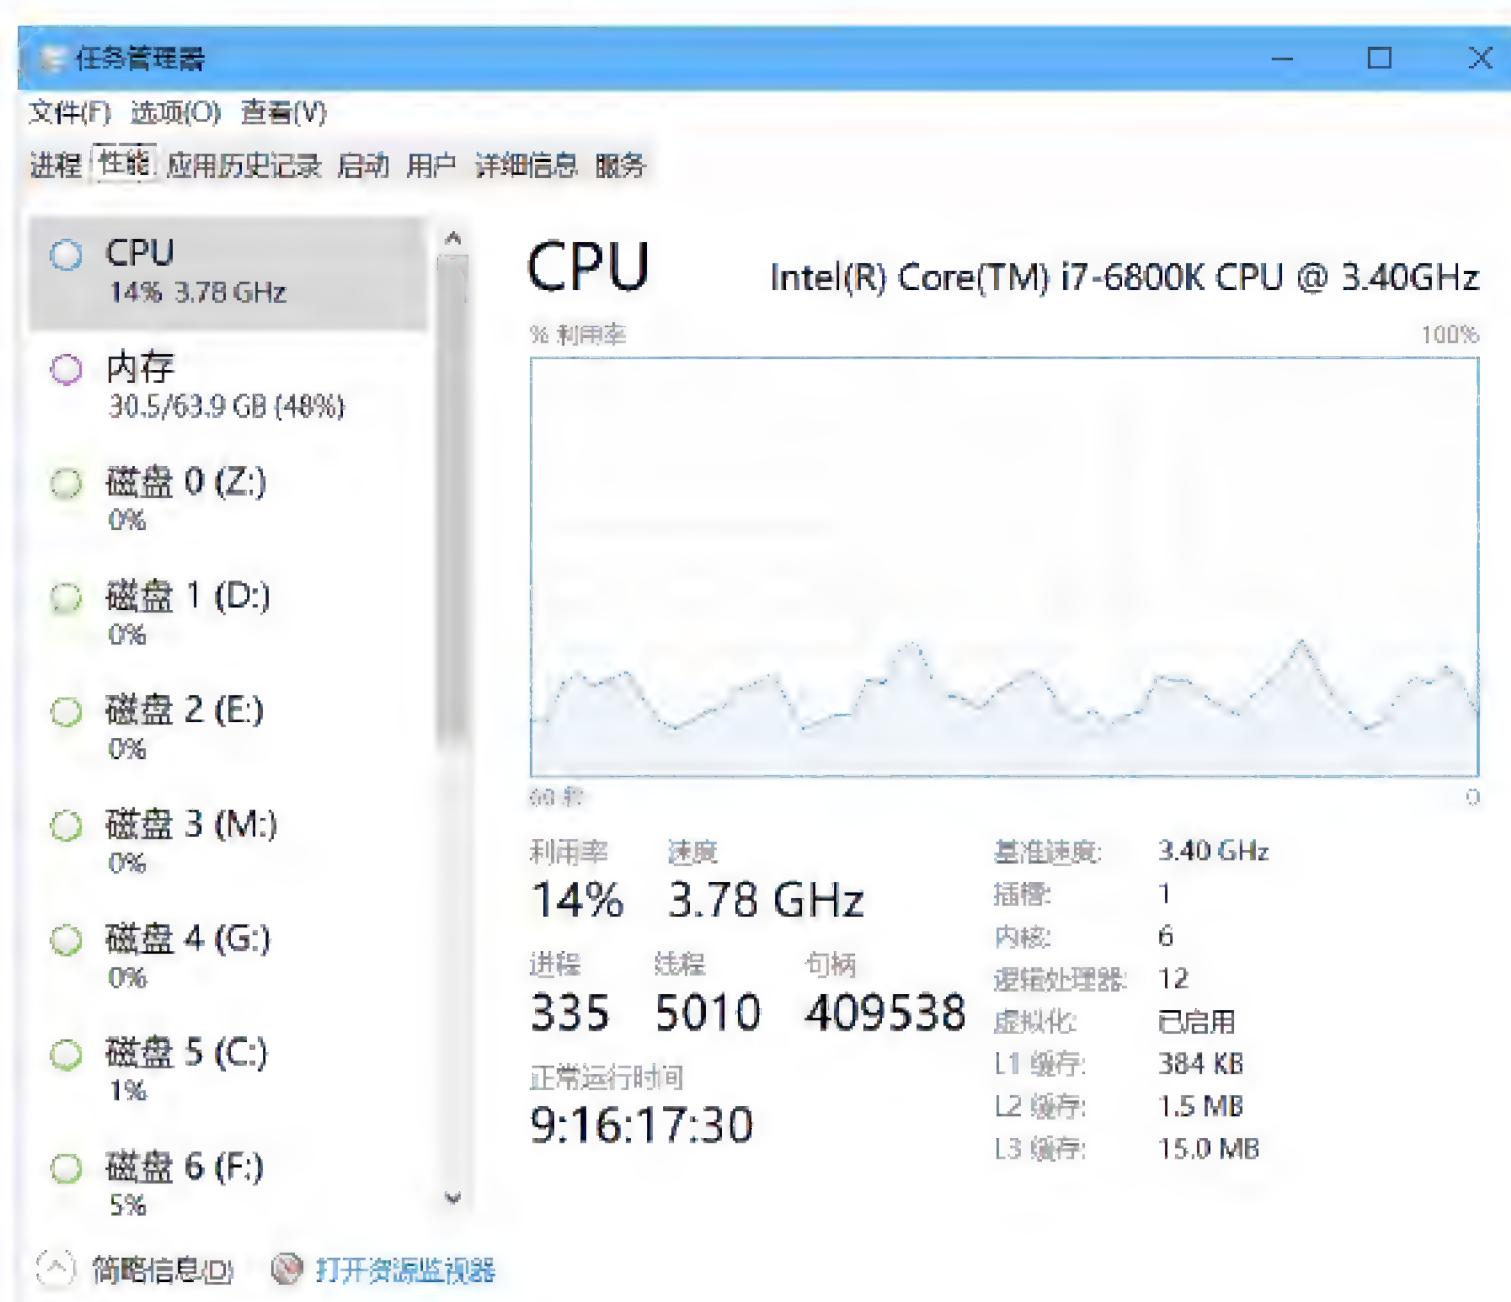 任务管理器
文件(F) 选项(O) 查看(V)
进程 性能 应用历史记录 启动 用户 详细信息 服务
CPU
14% 3.78 GHz
内存
30.5/63.9 GB (48%)
磁盘 0 (Z:)
0%
磁盘 1 (D:)
0%
磁盘 2 (E:)
0%
磁盘 3 (M:)
0%
磁盘 4 (G:)
0%
磁盘 5 (C:)
1%
磁盘 6 (F:)
5%
CPU Intel(R) Core(TM) i7-6800K CPU @ 3.40GHz
% 利用率 100%
60 秒 0
利用率 速度
14% 3.78 GHz
进程 线程 句柄
335 5010 409538
正常运行时间
9:16:17:30
基准速度: 3.40 GHz
插槽: 1
内核: 6
逻辑处理器: 12
虚拟化: 已启用
L1 缓存: 384 KB
L2 缓存: 1.5 MB
L3 缓存: 15.0 MB
简略信息(D) 打开资源监视器